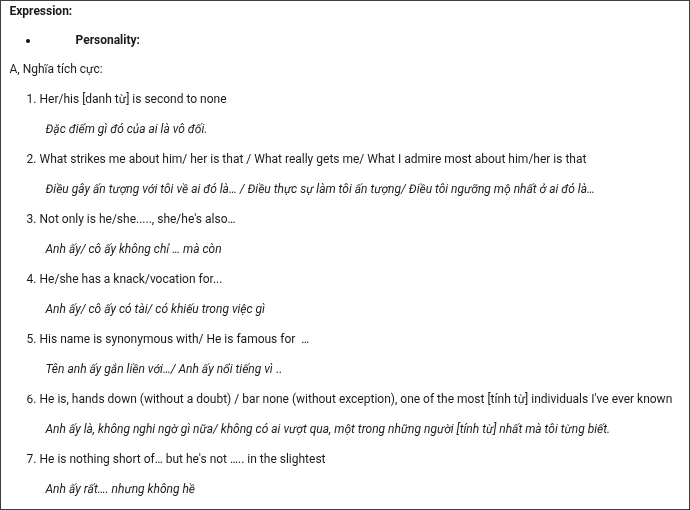 Expression:
• Personality:
A, Nghĩa tích cực:
1. Her/his [danh từ] is second to none
Đặc điểm gì đó của ai là vô đối.
2. What strikes me about him/ her is that / What really gets me/ What I admire most about him/her is that
Điều gây ấn tượng với tôi về ai đó là… / Điều thực sự làm tôi ấn tượng/ Điều tôi ngưỡng mộ nhất ở ai đó là…
3. Not only is he/she....., she/he's also…
Anh ấy/ cô ấy không chỉ … mà còn
4. He/she has a knack/vocation for...
Anh ấy/ cô ấy có tài/ có khiếu trong việc gì
5. His name is synonymous with/ He is famous for …
Tên anh ấy gắn liền với…/ Anh ấy nổi tiếng vì ..
6. He is, hands down (without a doubt) / bar none (without exception), one of the most [tính từ] individuals I've ever known
Anh ấy là, không nghi ngờ gì nữa/ không có ai vượt qua, một trong những người [tính từ] nhất mà tôi từng biết.
7. He is nothing short of… but he's not ….. in the slightest
Anh ấy rất…. nhưng không hề